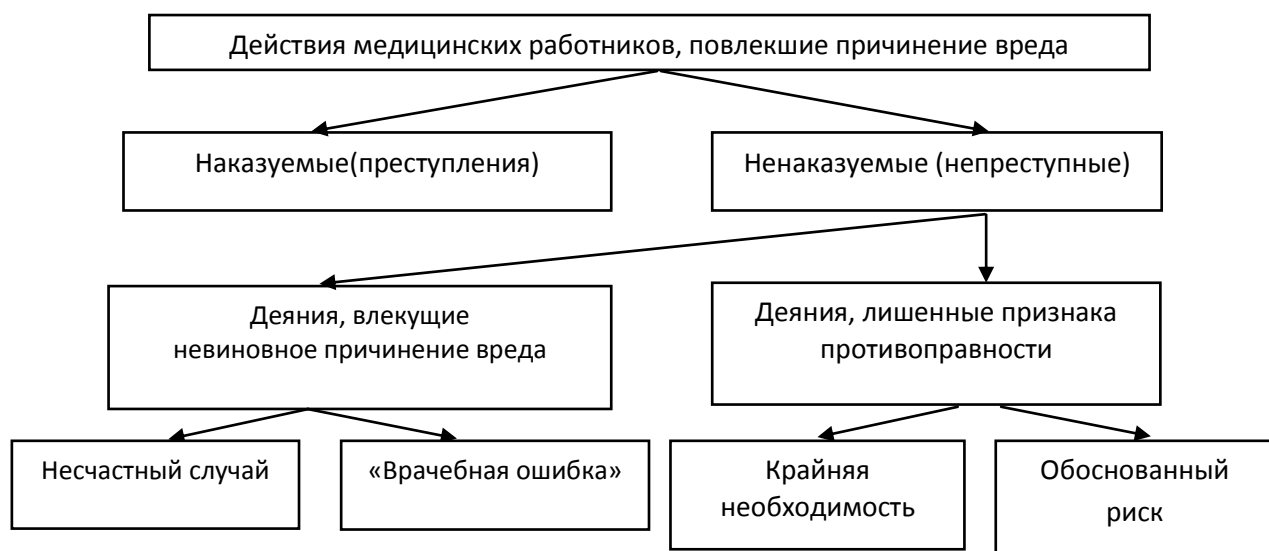 Действия медицинских работников, повлекшие причинение вреда
Наказуемые(преступления)
Ненаказуемые (непреступные)
Деяния, влекущие
невиновное причинение вреда
Деяния, лишенные признака
противоправности
Несчастный случай
«Врачебная ошибка»
Крайняя
необходимость
Обоснованный
риск